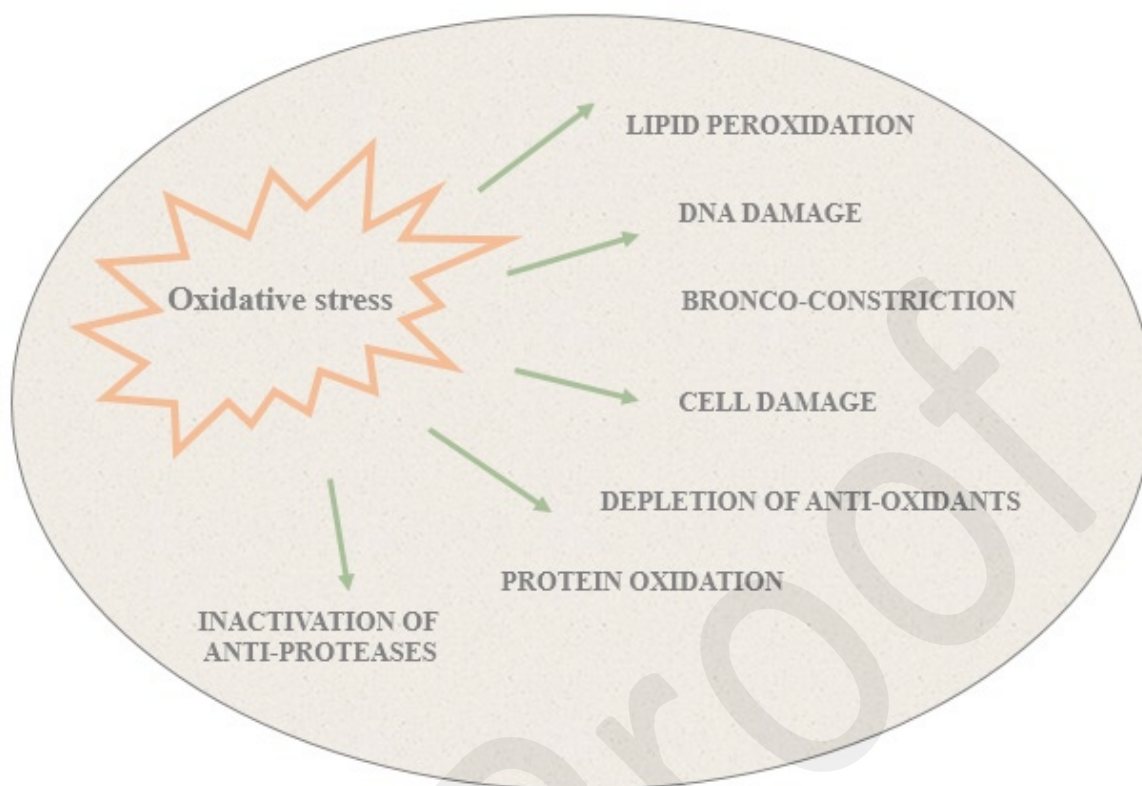 LIPID PEROXIDATION
DNA DAMAGE
Oxidative stress
BRONCO-CONSTRICTION
CELL DAMAGE
DEPLETION OF ANTI-OXIDANTS
PROTEIN OXIDATION
INACTIVATION OF
ANTI-PROTEASES
roof